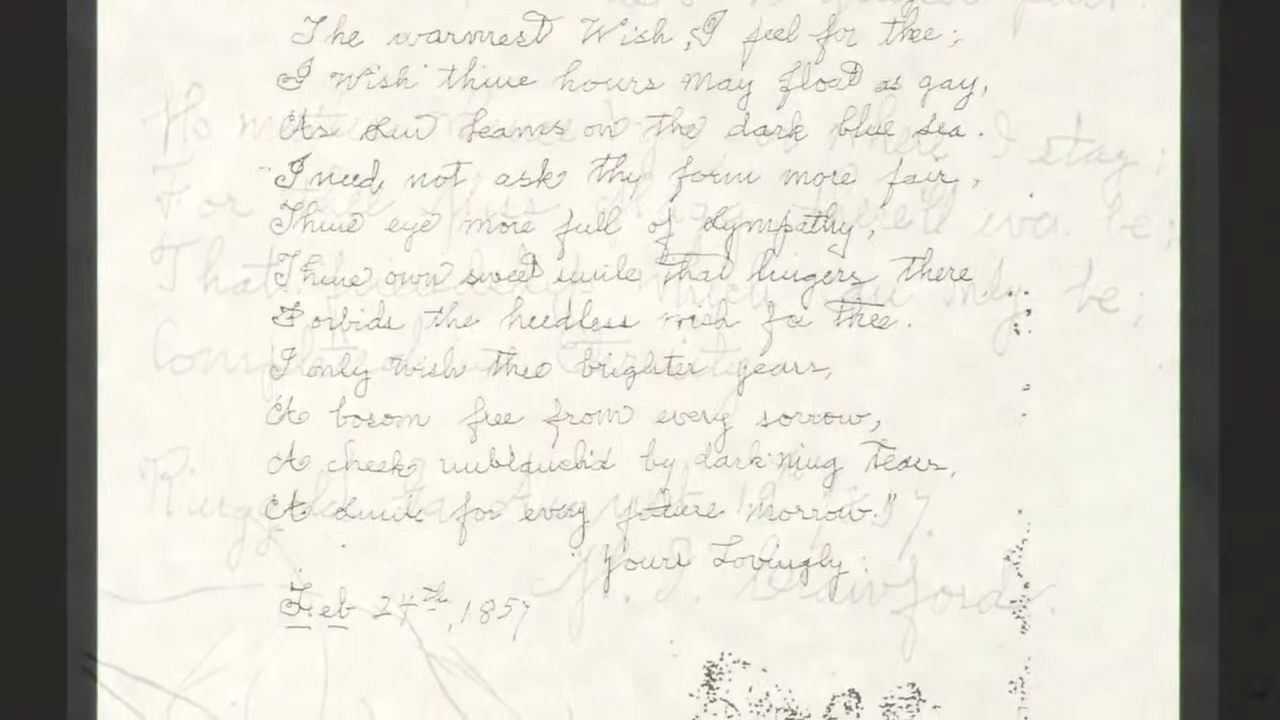 The warmest Wish, I feel for thee;
I wish thine hours may float as gay,
As sun beams on the dark blue sea.
"I need, not ask thy form more fair,
Thine eye more full of sympathy,
Thine own sweet smile that lingers there
Forbids the needless wish for thee.
I only wish thee brighter years,
A bosom free from every sorrow,
A cheek unblanch'd by dark'ning tears,
A smile for every future morrow."
Yours Lovingly
Feb 24th, 1857